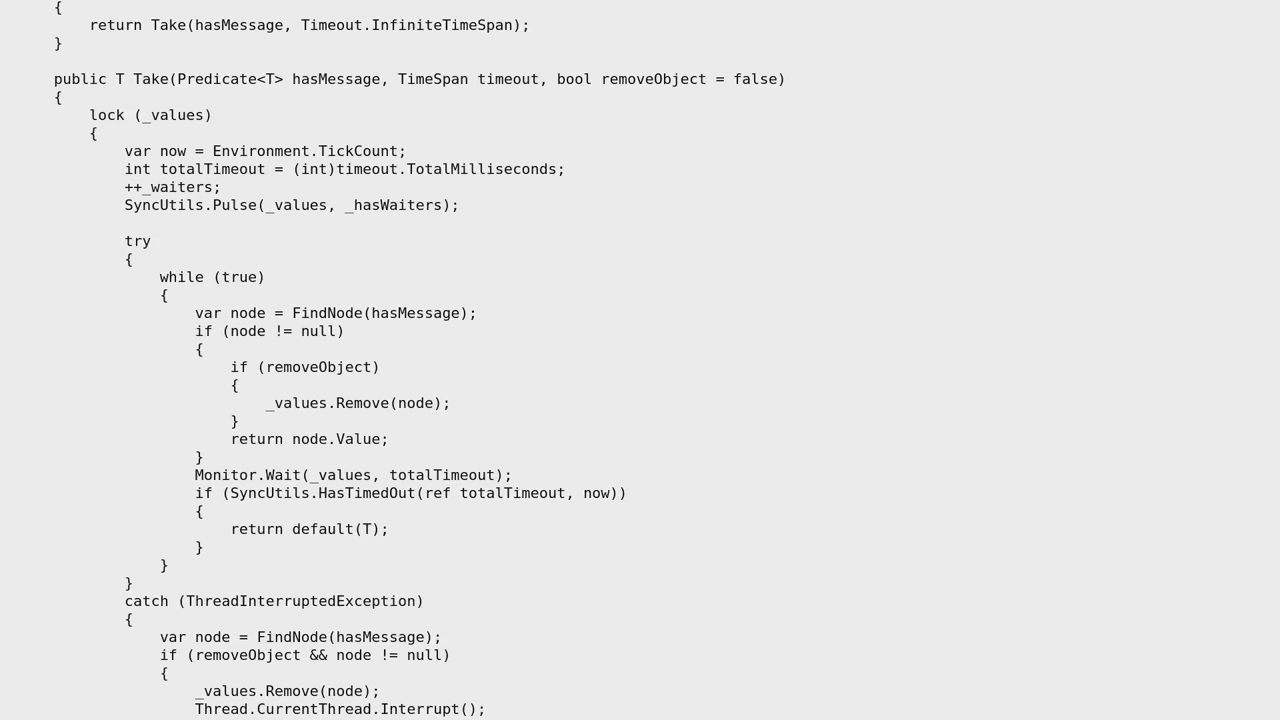 {
return Take(hasMessage, Timeout.InfiniteTimeSpan);
}
public T Take(Predicate<T> hasMessage, TimeSpan timeout, bool removeObject = false)
{
lock (_values)
{
var now = Environment.TickCount;
int totalTimeout = (int)timeout.TotalMilliseconds;
++_waiters;
SyncUtils.Pulse(_values, _hasWaiters);
try
{
while (true)
{
var node = FindNode(hasMessage);
if (node != null)
{
if (removeObject)
{
_values.Remove(node);
}
return node.Value;
}
Monitor.Wait(_values, totalTimeout);
if (SyncUtils.HasTimedOut(ref totalTimeout, now))
{
return default(T);
}
}
}
catch (ThreadInterruptedException)
{
var node = FindNode(hasMessage);
if (removeObject && node != null)
{
_values.Remove(node);
Thread.CurrentThread.Interrupt();